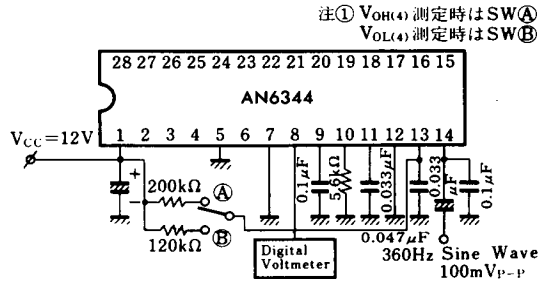 注① VOH(4) 測定時はSWⒶ
VOL(4) 測定時はSWⒷ
28 27 26 25 24 23 22 21 20 19 18 17 16 15
AN6344
1 2 3 4 5 6 7 8 9 10 11 12 13 14
VCC=12V
+
−
200kΩ
Ⓐ
120kΩ
Ⓑ
0.1μF
5.6kΩ
0.033μF
0.047μF
0.033
μF
0.1μF
Digital
Voltmeter
360Hz Sine Wave
100mVP-P